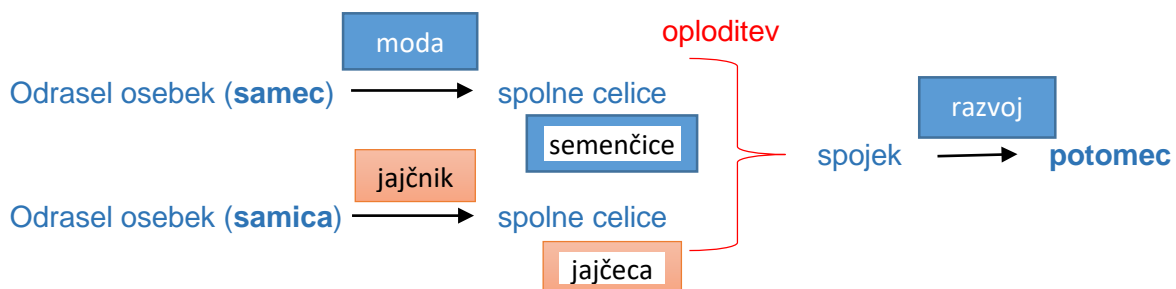 oploditev
moda
Odrasel osebek (samec)
spolne celice
semenčice
razvoj
spojek
potomec
jajčnik
Odrasel osebek (samica)
spolne celice
jajčeca